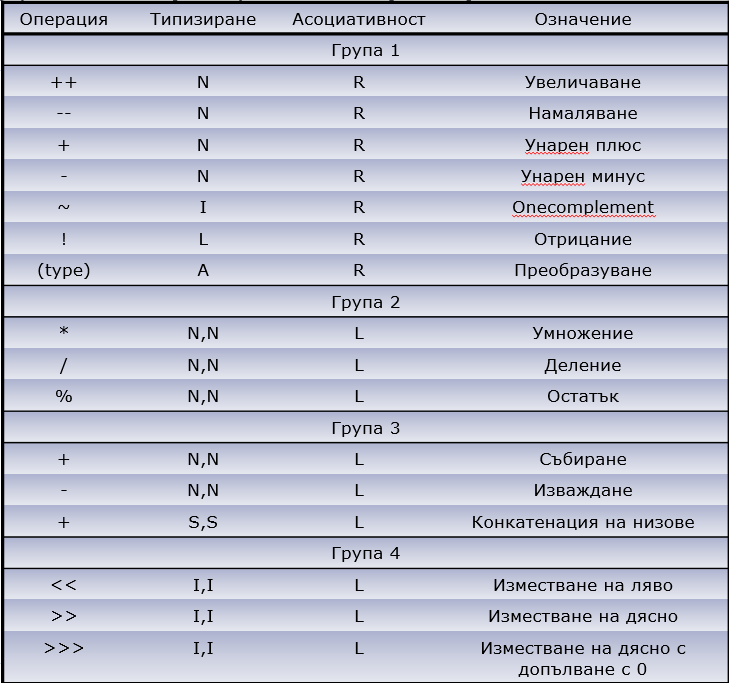 Операция Типизиране Асоциативност Означение
Група 1
++ N R Увеличаване
-- N R Намаляване
+ N R Унарен плюс
- N R Унарен минус
~ I R Onecomplement
! L R Отрицание
(type) A R Преобразуване
Група 2
* N,N L Умножение
/ N,N L Деление
% N,N L Остатък
Група 3
+ N,N L Събиране
- N,N L Изваждане
+ S,S L Конкатенация на низове
Група 4
<< I,I L Изместване на ляво
>> I,I L Изместване на дясно
>>> I,I L Изместване на дясно с
допълване с 0